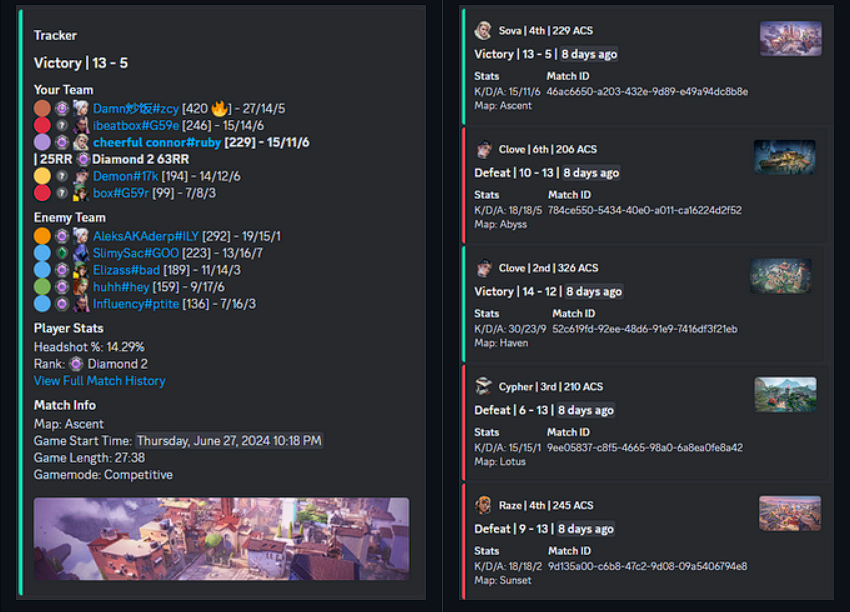 Tracker
Victory | 13 - 5
Your Team
Damn炒饭#zcy [420 🔥] - 27/14/5
ibeatbox#G59e [246] - 15/14/6
cheerful connor#ruby [229] - 15/11/6
| 25RR Diamond 2 63RR
Demon#17k [194] - 14/12/6
box#G59r [99] - 7/8/3
Enemy Team
AleksAKAderp#ILY [292] - 19/15/1
SlimySac#GOO [223] - 13/16/7
Elizass#bad [189] - 11/14/3
huhh#hey [159] - 9/17/6
Influency#ptite [136] - 7/16/3
Player Stats
Headshot %: 14.29%
Rank: Diamond 2
View Full Match History
Match Info
Map: Ascent
Game Start Time: Thursday, June 27, 2024 10:18 PM
Game Length: 27:38
Gamemode: Competitive
Sova | 4th | 229 ACS
Victory | 13 - 5 | 8 days ago
Stats Match ID
K/D/A: 15/11/6 46ac6650-a203-432e-9d89-e49a94dc8b8e
Map: Ascent
Clove | 6th | 206 ACS
Defeat | 10 - 13 | 8 days ago
Stats Match ID
K/D/A: 18/18/5 784ce550-5434-40e0-a011-ca16224d2f52
Map: Abyss
Clove | 2nd | 326 ACS
Victory | 14 - 12 | 8 days ago
Stats Match ID
K/D/A: 30/23/9 52c619fd-92ee-48d6-91e9-7416df3f21eb
Map: Haven
Cypher | 3rd | 210 ACS
Defeat | 6 - 13 | 8 days ago
Stats Match ID
K/D/A: 15/15/1 9ee05837-c8f5-4665-98a0-6a8ea0fe8a42
Map: Lotus
Raze | 4th | 245 ACS
Defeat | 9 - 13 | 8 days ago
Stats Match ID
K/D/A: 18/18/2 9d135a00-c6b8-47c2-9d08-09a5406794e8
Map: Sunset